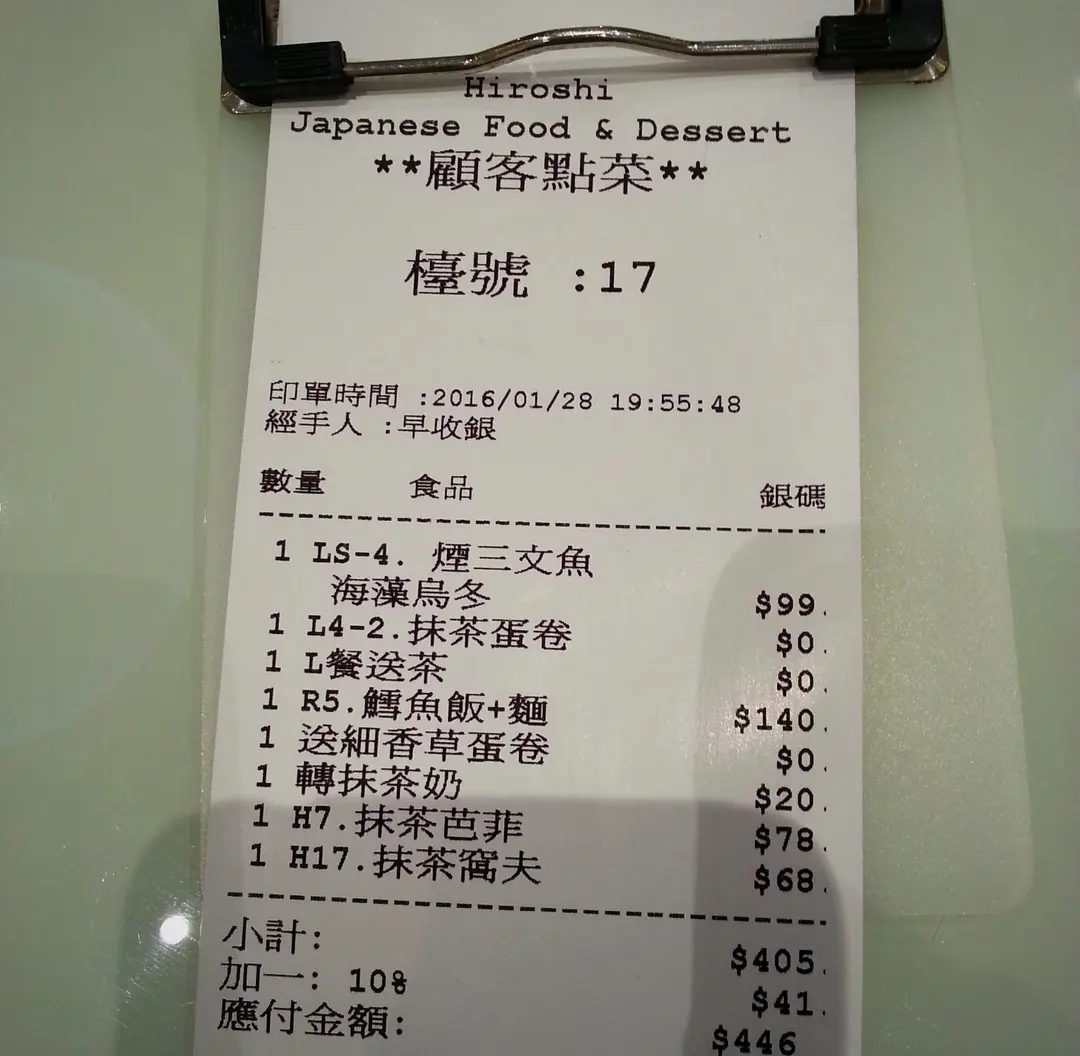 Hiroshi
Japanese Food & Dessert
**顧客點菜**
檯號 :17
印單時間 :2016/01/28 19:55:48
經手人 :早收銀
數量 食品 銀碼
1 LS-4. 煙三文魚
海藻烏冬 $99.
1 L4-2.抹茶蛋卷 $0.
1 L餐送茶 $0.
1 R5.鱈魚飯+麵 $140.
1 送細香草蛋卷 $0.
1 轉抹茶奶 $20.
1 H7.抹茶芭菲 $78.
1 H17.抹茶窩夫 $68.
小計: $405.
加一: 10% $41.
應付金額: $446